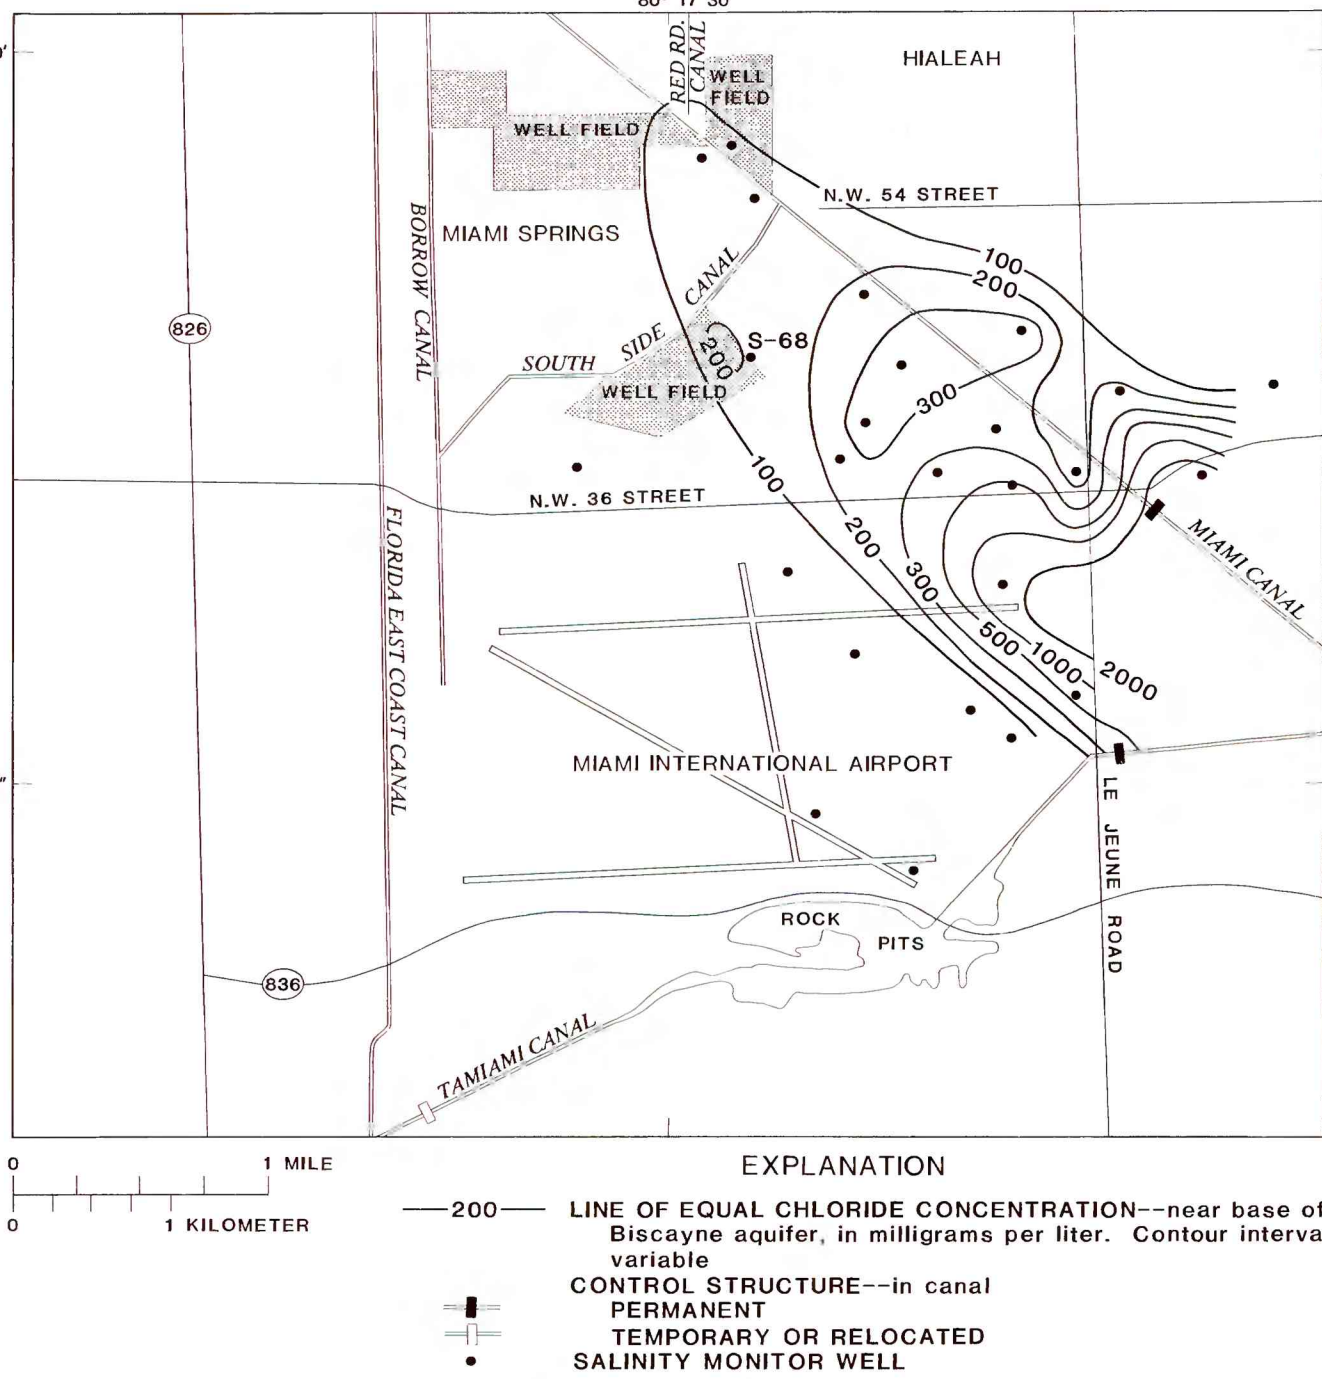 80° 17' 30"
HIALEAH
RED RD.
CANAL
WELL
FIELD
WELL FIELD
N.W. 54 STREET
MIAMI SPRINGS
BORROW CANAL
100
200
826
SOUTH SIDE CANAL
S-68
200
WELL FIELD
300
100
N.W. 36 STREET
FLORIDA EAST COAST CANAL
200
300
500
1000
2000
MIAMI CANAL
MIAMI INTERNATIONAL AIRPORT
LE JEUNE ROAD
ROCK
PITS
836
TAMIAMI CANAL
0 1 MILE
0 1 KILOMETER
EXPLANATION
200 LINE OF EQUAL CHLORIDE CONCENTRATION--near base of
Biscayne aquifer, in milligrams per liter. Contour interva
variable
CONTROL STRUCTURE--in canal
PERMANENT
TEMPORARY OR RELOCATED
SALINITY MONITOR WELL